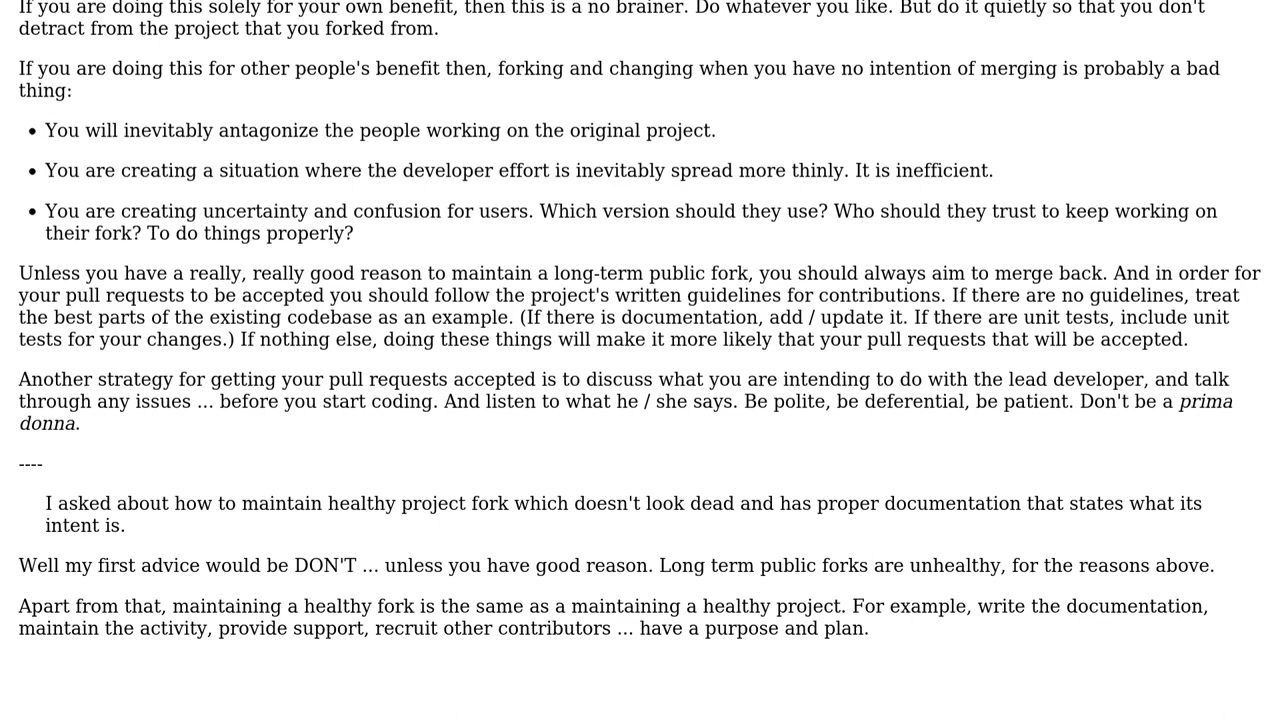 If you are doing this solely for your own benefit, then this is a no brainer. Do whatever you like. But do it quietly so that you don't
detract from the project that you forked from.
If you are doing this for other people's benefit then, forking and changing when you have no intention of merging is probably a bad
thing:
• You will inevitably antagonize the people working on the original project.
• You are creating a situation where the developer effort is inevitably spread more thinly. It is inefficient.
• You are creating uncertainty and confusion for users. Which version should they use? Who should they trust to keep working on
their fork? To do things properly?
Unless you have a really, really good reason to maintain a long-term public fork, you should always aim to merge back. And in order for
your pull requests to be accepted you should follow the project's written guidelines for contributions. If there are no guidelines, treat
the best parts of the existing codebase as an example. (If there is documentation, add / update it. If there are unit tests, include unit
tests for your changes.) If nothing else, doing these things will make it more likely that your pull requests that will be accepted.
Another strategy for getting your pull requests accepted is to discuss what you are intending to do with the lead developer, and talk
through any issues ... before you start coding. And listen to what he / she says. Be polite, be deferential, be patient. Don't be a prima
donna.
----
I asked about how to maintain healthy project fork which doesn't look dead and has proper documentation that states what its
intent is.
Well my first advice would be DON'T ... unless you have good reason. Long term public forks are unhealthy, for the reasons above.
Apart from that, maintaining a healthy fork is the same as a maintaining a healthy project. For example, write the documentation,
maintain the activity, provide support, recruit other contributors ... have a purpose and plan.